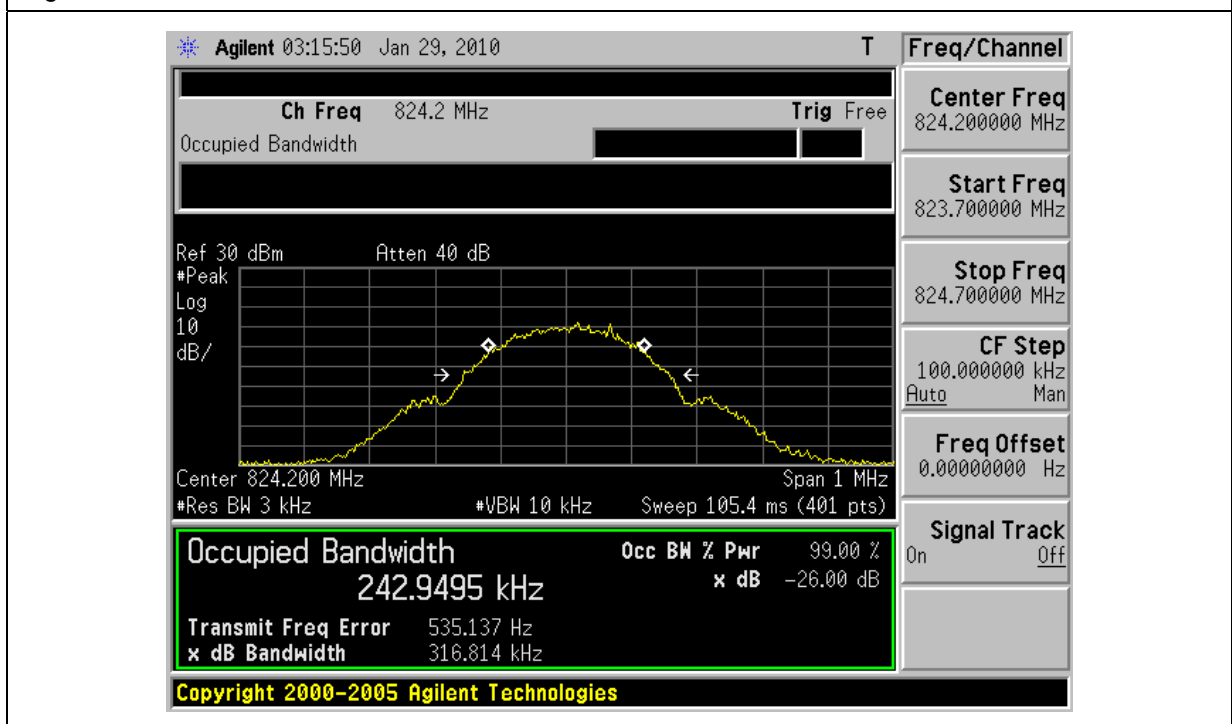 Agilent 03:15:50 Jan 29, 2010 T
Ch Freq 824.2 MHz Trig Free
Occupied Bandwidth
Ref 30 dBm Atten 40 dB
#Peak
Log
10
dB/
Center 824.200 MHz Span 1 MHz
#Res BW 3 kHz #VBW 10 kHz Sweep 105.4 ms (401 pts)
Occupied Bandwidth Occ BW % Pwr 99.00 %
242.9495 kHz x dB -26.00 dB
Transmit Freq Error 535.137 Hz
x dB Bandwidth 316.814 kHz
Copyright 2000-2005 Agilent Technologies
Freq/Channel
Center Freq
824.200000 MHz
Start Freq
823.700000 MHz
Stop Freq
824.700000 MHz
CF Step
100.000000 kHz
Auto Man
Freq Offset
0.00000000 Hz
Signal Track
On Off